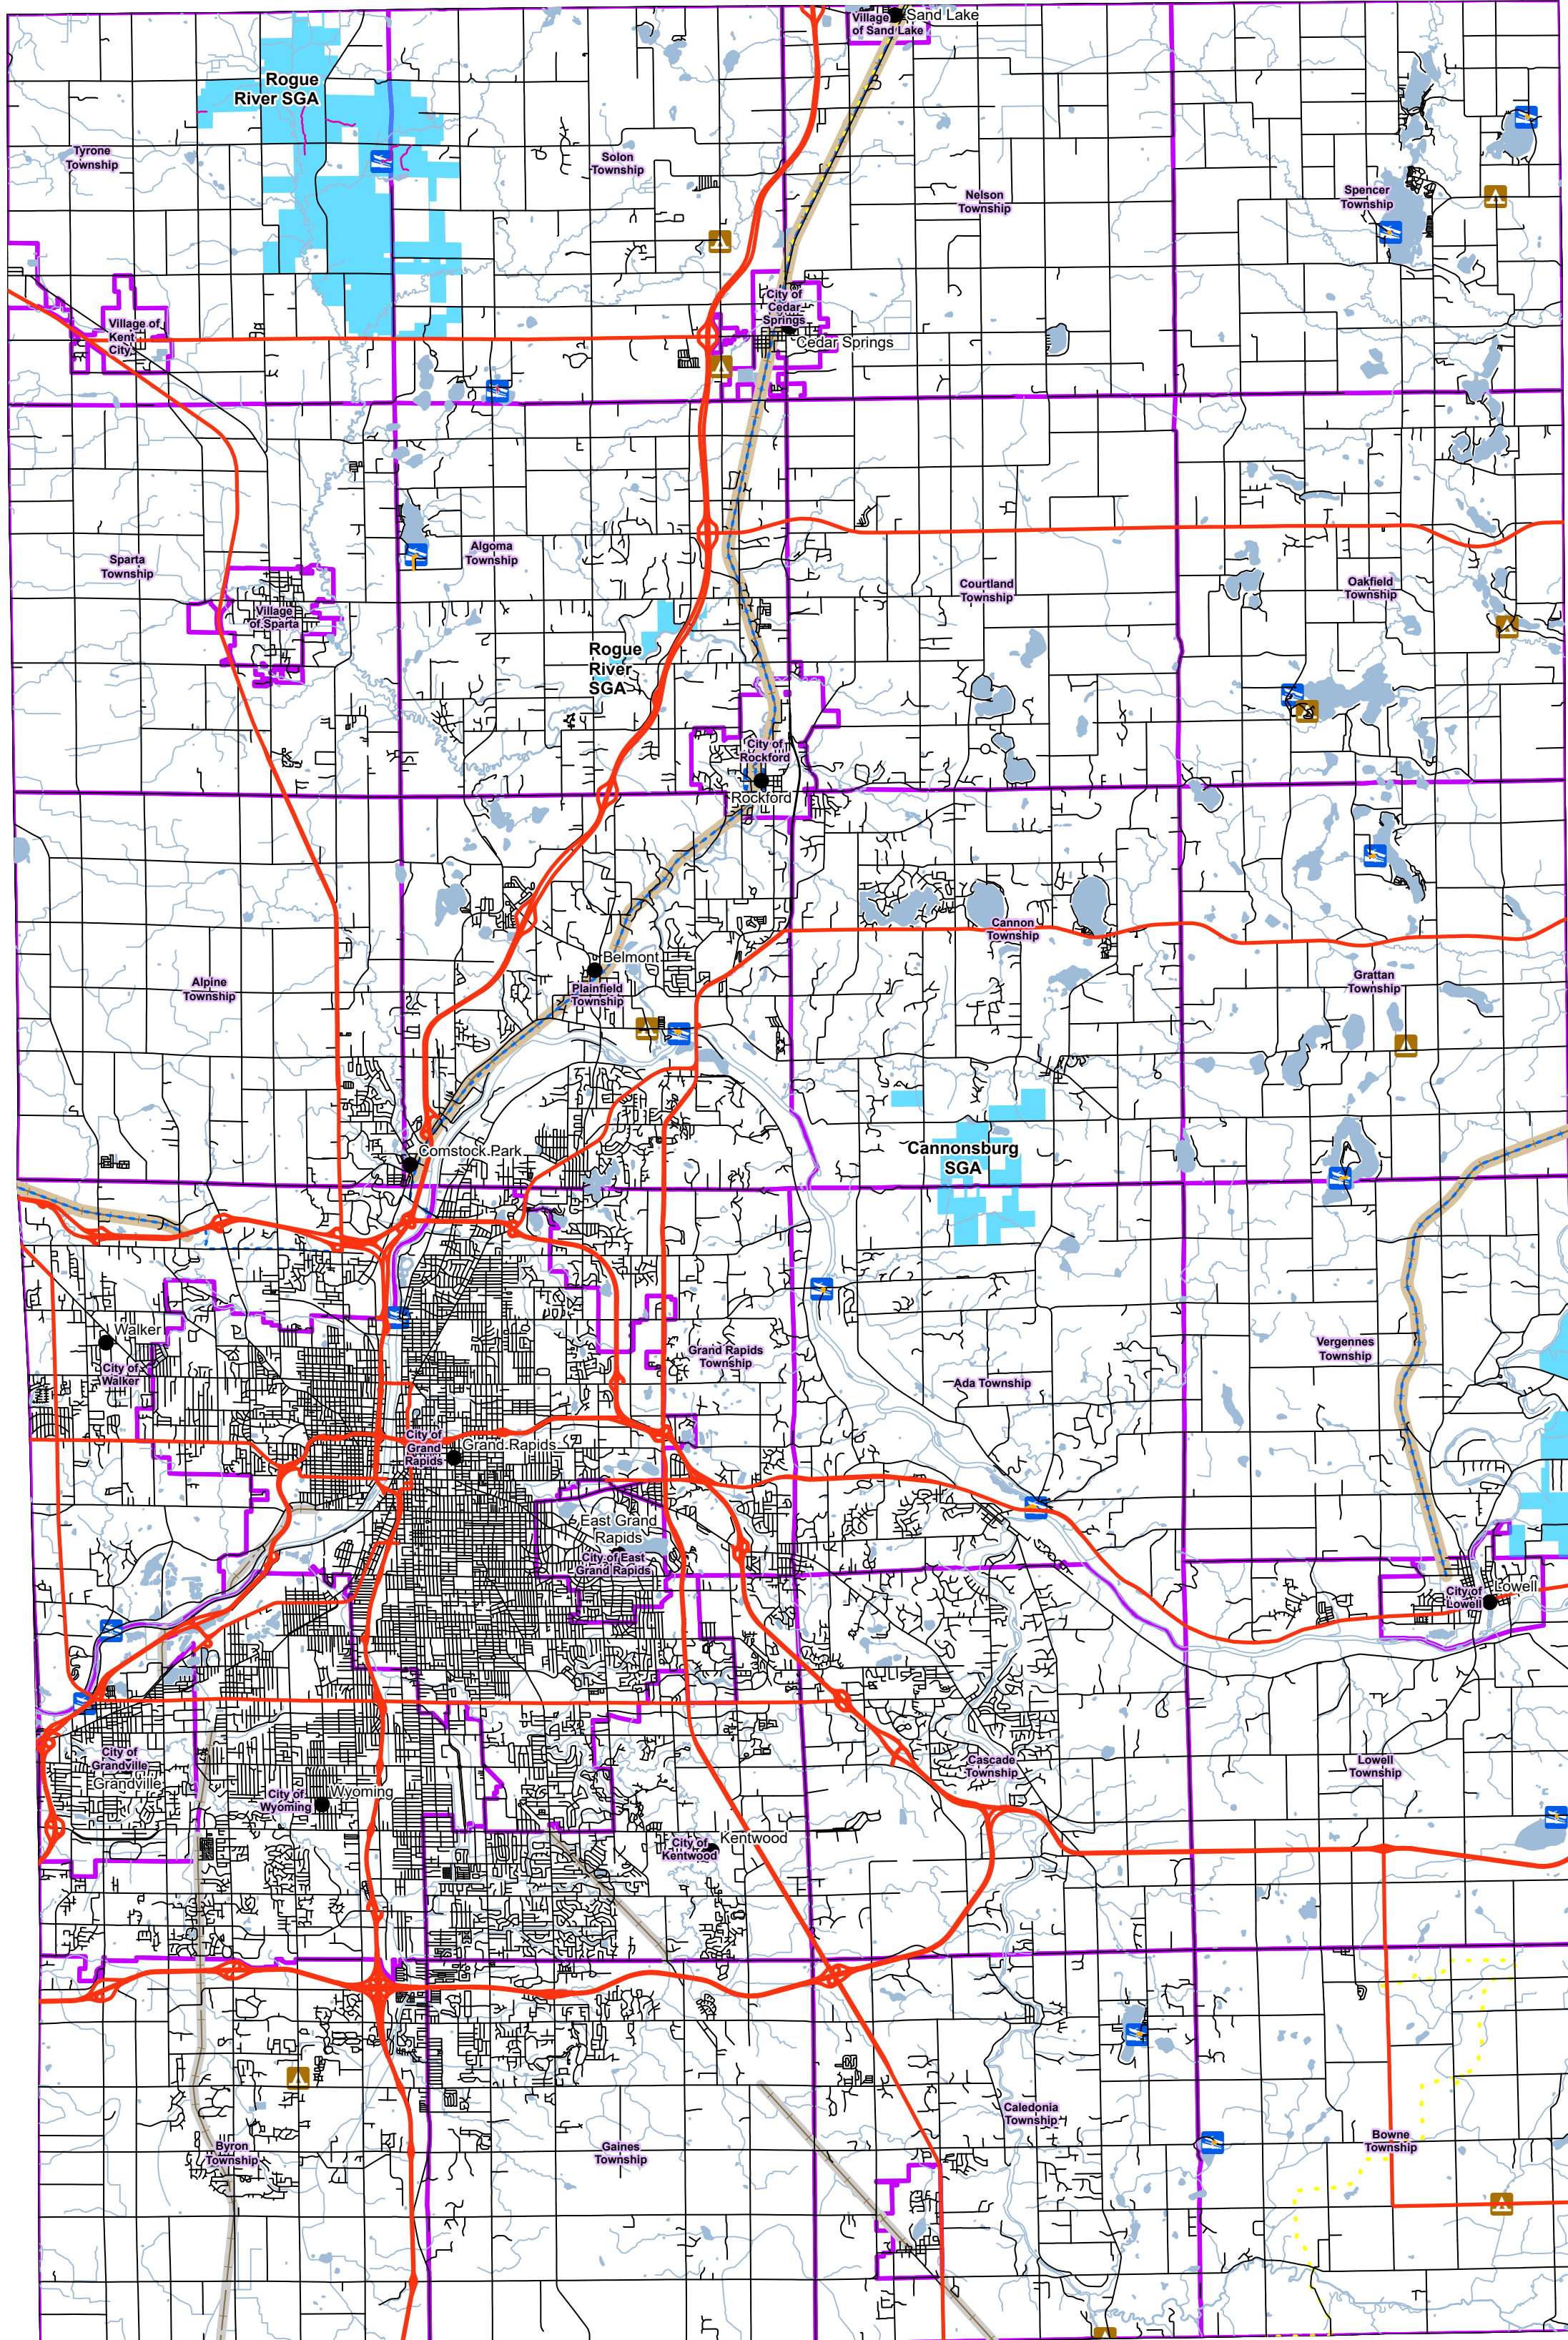 Village
of Sand Lake
Sand Lake
Rogue
River SGA
Tyrone
Township
Solon
Township
Nelson
Township
Spencer
Township
City of
Cedar
Springs
Cedar Springs
Village of
Kent
City
Sparta
Township
Algoma
Township
Courtland
Township
Oakfield
Township
Village
of Sparta
Rogue
River
SGA
City of
Rockford
Rockford
Cannon
Township
Belmont
Plainfield
Township
Alpine
Township
Grattan
Township
Comstock Park
Cannonsburg
SGA
Walker
City of
Walker
Grand Rapids
Township
Ada Township
Vergennes
Township
City of
Grand
Rapids
Grand Rapids
East Grand
Rapids
City of East
Grand Rapids
City of
Lowell
Lowell
City of
Grandville
Grandville
City of
Wyoming
Wyoming
Cascade
Township
Lowell
Township
City of
Kentwood
Kentwood
Byron
Township
Gaines
Township
Caledonia
Township
Bowne
Township